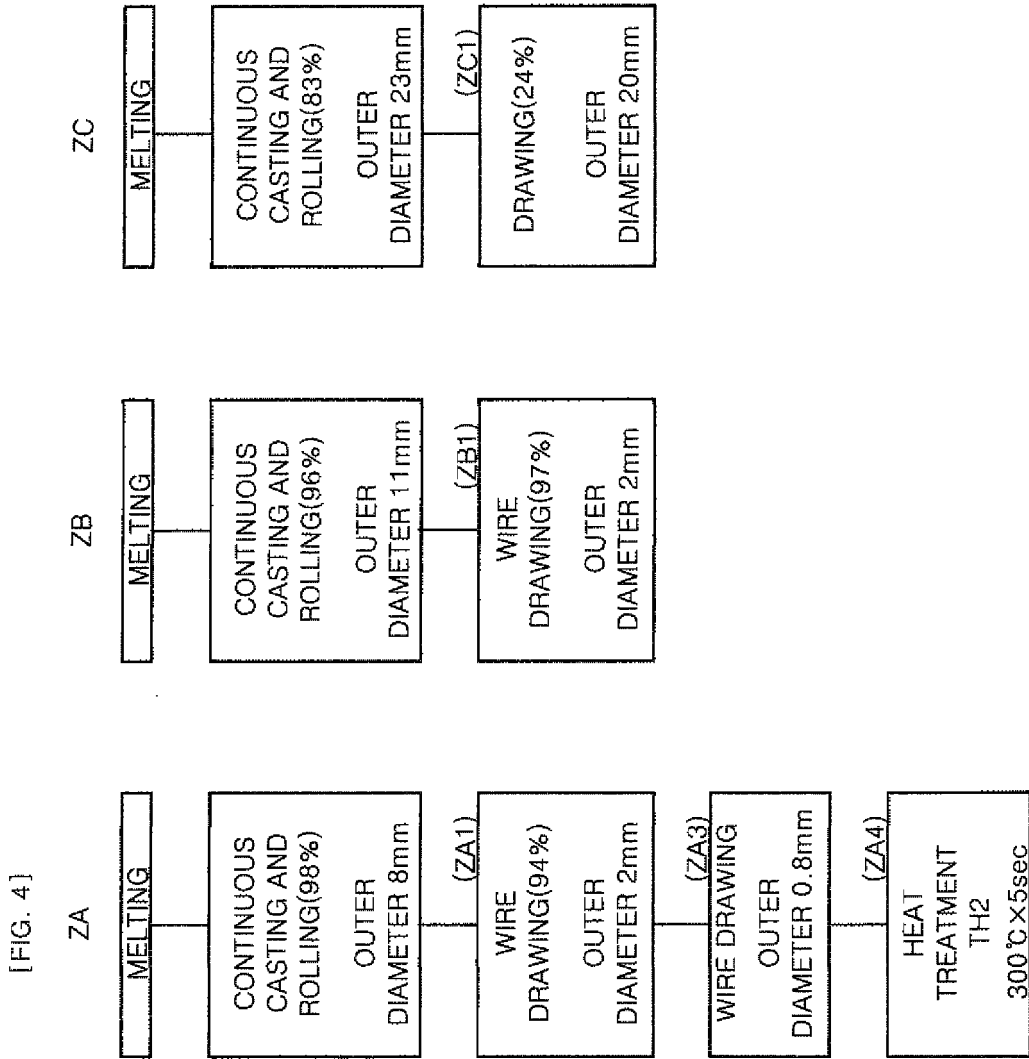 [FIG. 4]
ZA
MELTING
CONTINUOUS
CASTING AND
ROLLING(98%)
OUTER
DIAMETER 8mm
(ZA1)
WIRE
DRAWING(94%)
OUTER
DIAMETER 2mm
(ZA3)
WIRE DRAWING
OUTER
DIAMETER 0.8mm
(ZA4)
HEAT
TREATMENT
TH2
300℃×5sec
ZB
MELTING
CONTINUOUS
CASTING AND
ROLLING(96%)
OUTER
DIAMETER 11mm
(ZB1)
WIRE
DRAWING(97%)
OUTER
DIAMETER 2mm
ZC
MELTING
CONTINUOUS
CASTING AND
ROLLING(83%)
OUTER
DIAMETER 23mm
(ZC1)
DRAWING(24%)
OUTER
DIAMETER 20mm